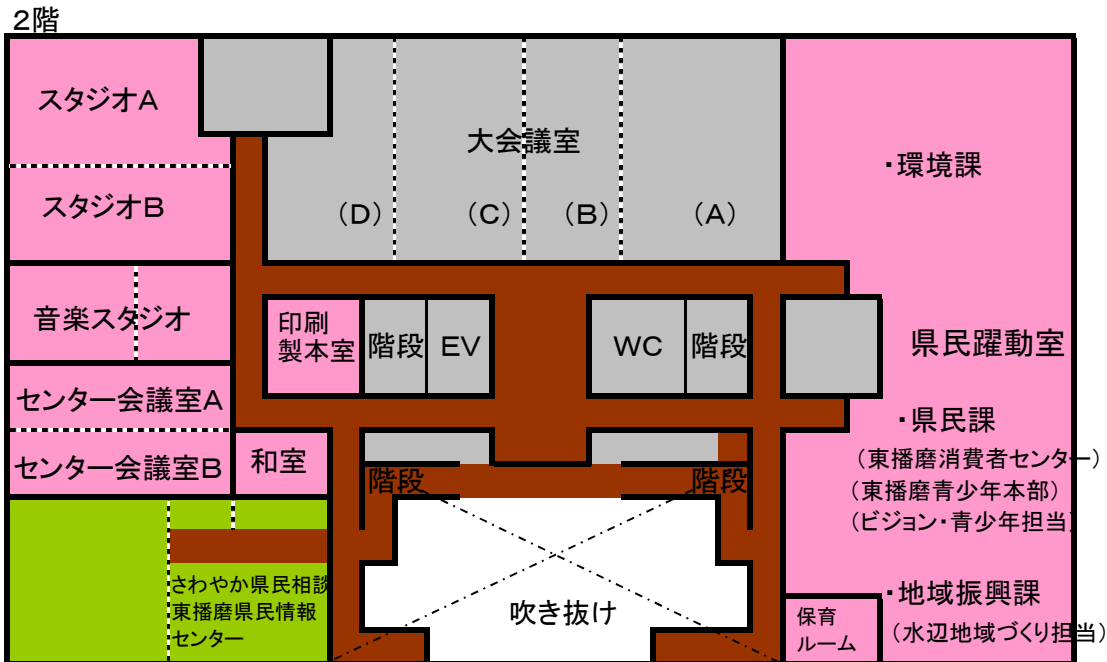 ２階
スタジオＡ
スタジオＢ
大会議室
（Ｄ）
（Ｃ）
（Ｂ）
（Ａ）
・環境課
音楽スタジオ
印刷
製本室
階段
ＥＶ
ＷＣ
階段
県民躍動室
センター会議室Ａ
センター会議室Ｂ
和室
階段
階段
・県民課
（東播磨消費者センター）
（東播磨青少年本部）
（ビジョン・青少年担当）
さわやか県民相談
東播磨県民情報
センター
吹き抜け
保育
ルーム
・地域振興課
（水辺地域づくり担当）